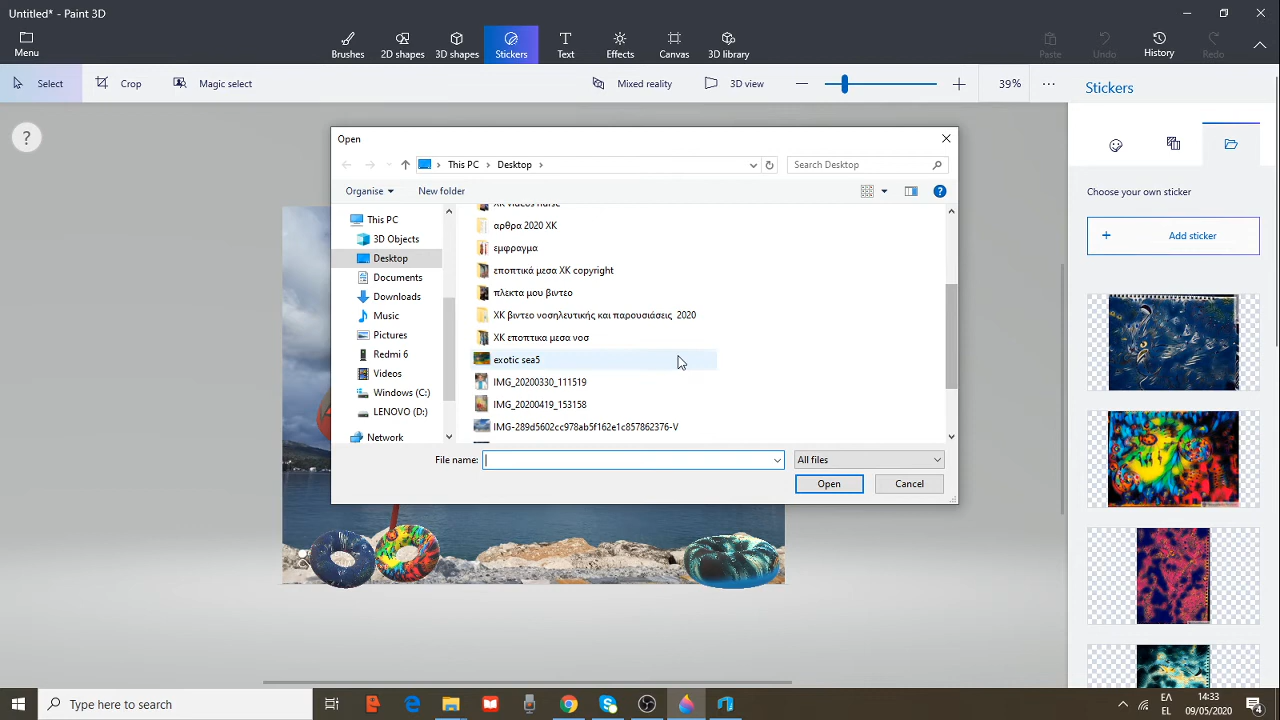 Untitled* - Paint 3D
Menu
Brushes
2D shapes
3D shapes
Stickers
Text
Effects
Canvas
3D library
Paste
Undo
History
Redo
Select
Crop
Magic select
Mixed reality
3D view
39%
Stickers
?
Open
This PC
Desktop
Search Desktop
Organise
New folder
?
This PC
3D Objects
Desktop
Documents
Downloads
Music
Pictures
Redmi 6
Videos
Windows (C:)
LENOVO (D:)
Network
XK videos nurse
αρθρα 2020 ΧΚ
εμφραγμα
εποπτικά μεσα ΧΚ copyright
πλεκτα μου βιντεο
ΧΚ βιντεο νοσηλευτικής και παρουσιάσεις 2020
ΧΚ εποπτικα μεσα νοσ
exotic sea5
IMG_20200330_111519
IMG_20200419_153158
IMG-289d5602cc978ab5f162e1c857862376-V
File name:
All files
Open
Cancel
Choose your own sticker
+ Add sticker
Type here to search
ΕΛ
EL
14:33
09/05/2020
4